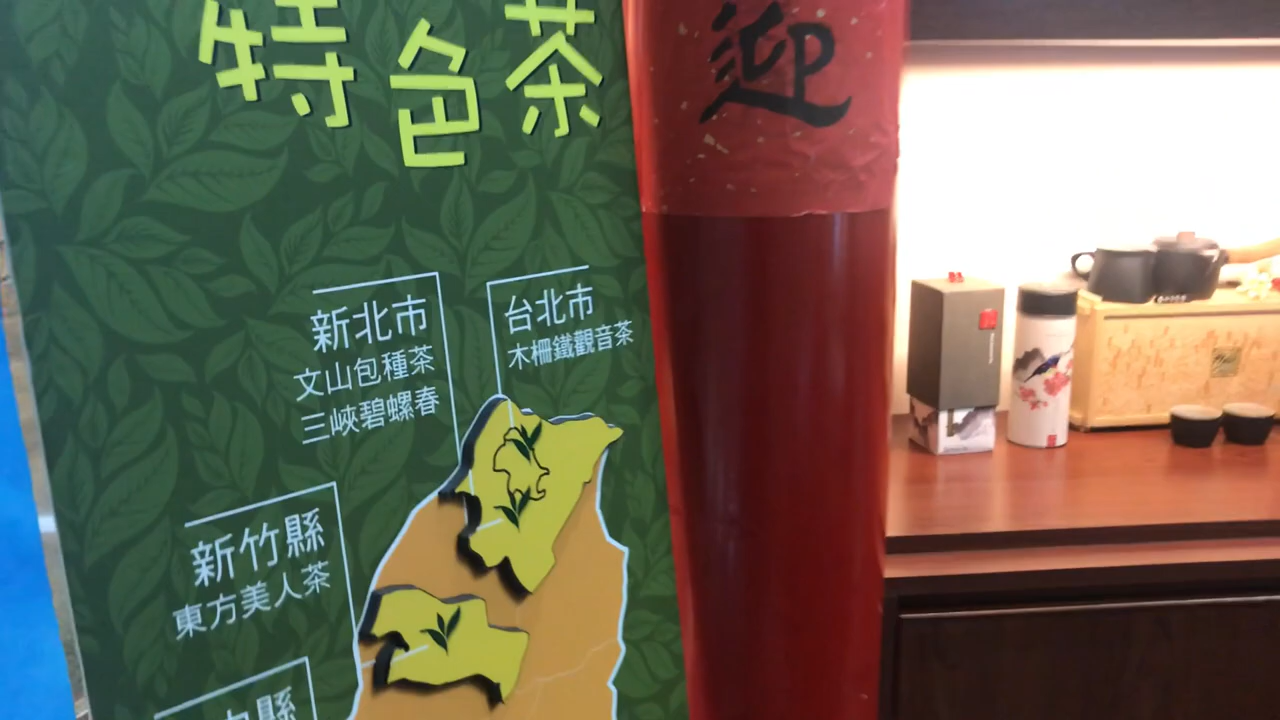 特色茶
迎
新北市
文山包種茶
三峽碧螺春
台北市
木柵鐵觀音茶
新竹縣
東方美人茶
縣